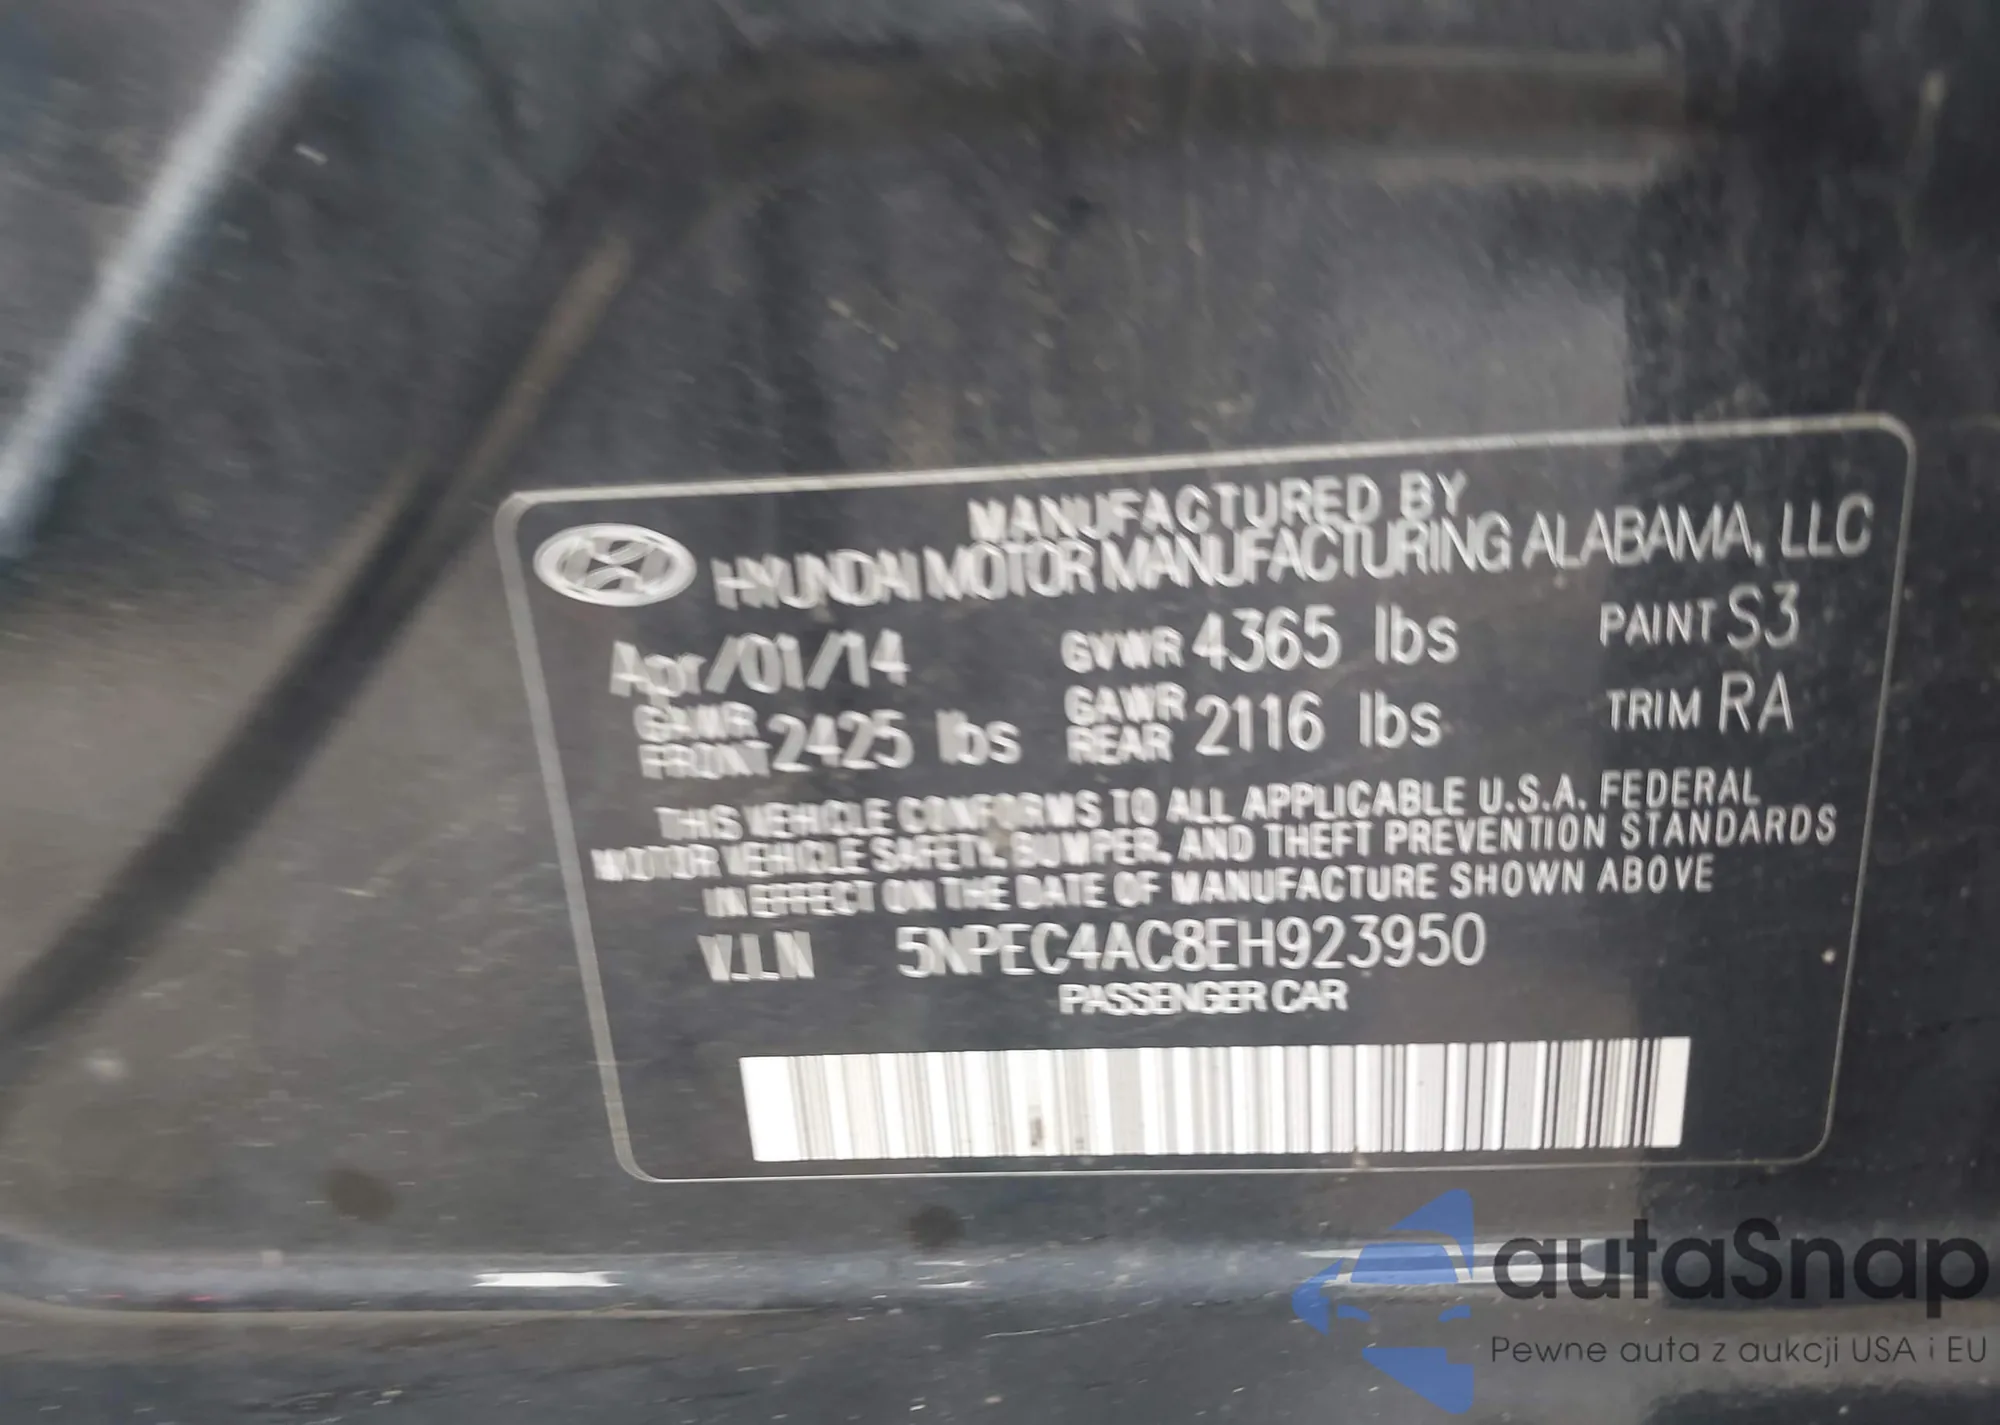 MANUFACTURED BY
HYUNDAI MOTOR MANUFACTURING ALABAMA, LLC
Apr/01/14 GVWR 4365 lbs PAINT S3
GAWR FRONT 2425 lbs GAWR REAR 2116 lbs TRIM RA
THIS VEHICLE CONFORMS TO ALL APPLICABLE U.S.A. FEDERAL
MOTOR VEHICLE SAFETY, BUMPER, AND THEFT PREVENTION STANDARDS
IN EFFECT ON THE DATE OF MANUFACTURE SHOWN ABOVE
V.I.N 5NPEC4AC8EH923950
PASSENGER CAR
autaSnap
Pewne auta z aukcji USA i EU